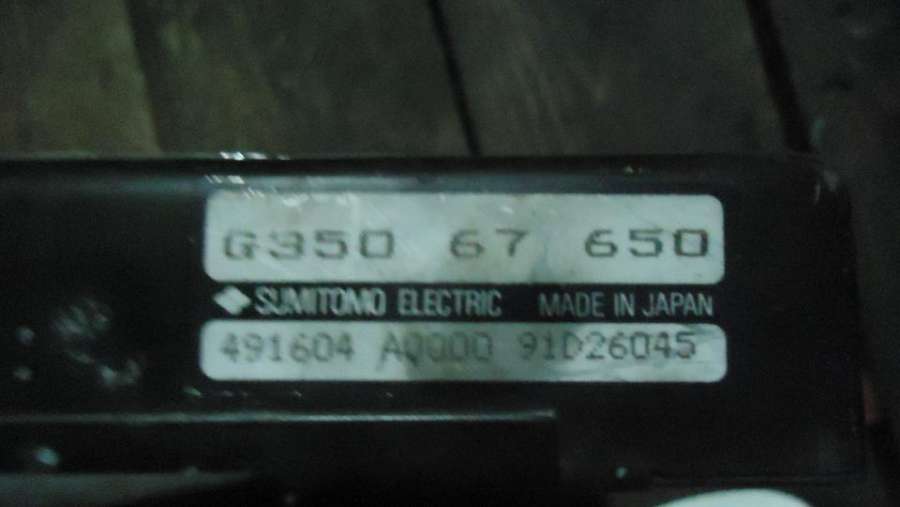 G350 67 650
SUMITOMO ELECTRIC MADE IN JAPAN
491604 A0000 91D26045